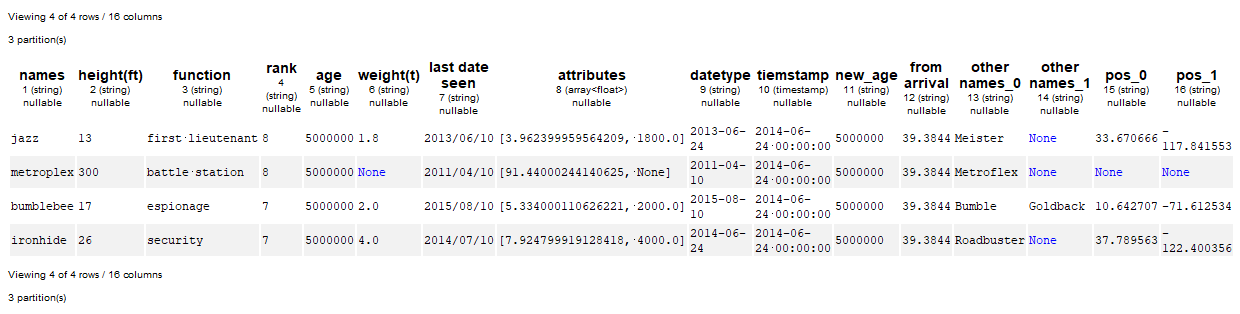 Viewing 4 of 4 rows / 16 columns
3 partition(s)
names height(ft) function rank age weight(t) last date seen attributes datetype tiemstamp new_age from arrival other names_0 other names_1 pos_0 pos_1
1 (string) nullable 2 (string) nullable 3 (string) nullable 4 (string) nullable 5 (string) nullable 6 (string) nullable 7 (string) nullable 8 (array<float>) nullable 9 (string) nullable 10 (timestamp) nullable 11 (string) nullable 12 (string) nullable 13 (string) nullable 14 (string) nullable 15 (string) nullable 16 (string) nullable
jazz 13 first·lieutenant 8 5000000 1.8 2013/06/10 [3.962399959564209,·1800.0] 2013-06-24 2014-06-24·00:00:00 5000000 39.3844 Meister None 33.670666 -117.841553
metroplex 300 battle·station 8 5000000 None 2011/04/10 [91.44000244140625,·None] 2011-04-10 2014-06-24·00:00:00 5000000 39.3844 Metroflex None None None
bumblebee 17 espionage 7 5000000 2.0 2015/08/10 [5.334000110626221,·2000.0] 2015-08-10 2014-06-24·00:00:00 5000000 39.3844 Bumble Goldback 10.642707 -71.612534
ironhide 26 security 7 5000000 4.0 2014/07/10 [7.924799919128418,·4000.0] 2014-06-24 2014-06-24·00:00:00 5000000 39.3844 Roadbuster None 37.789563 -122.400356
Viewing 4 of 4 rows / 16 columns
3 partition(s)